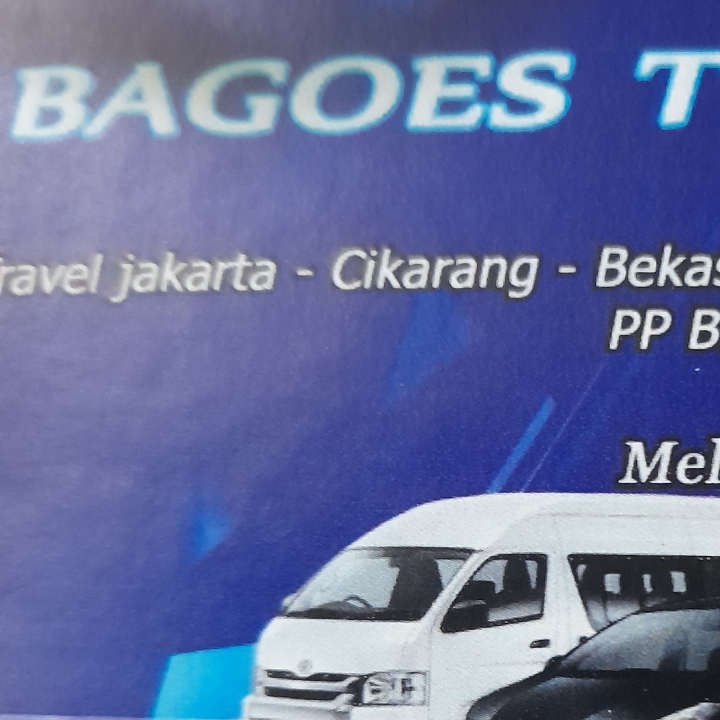 BAGOES T
ravel jakarta - Cikarang - Bekas
PP B
Mel